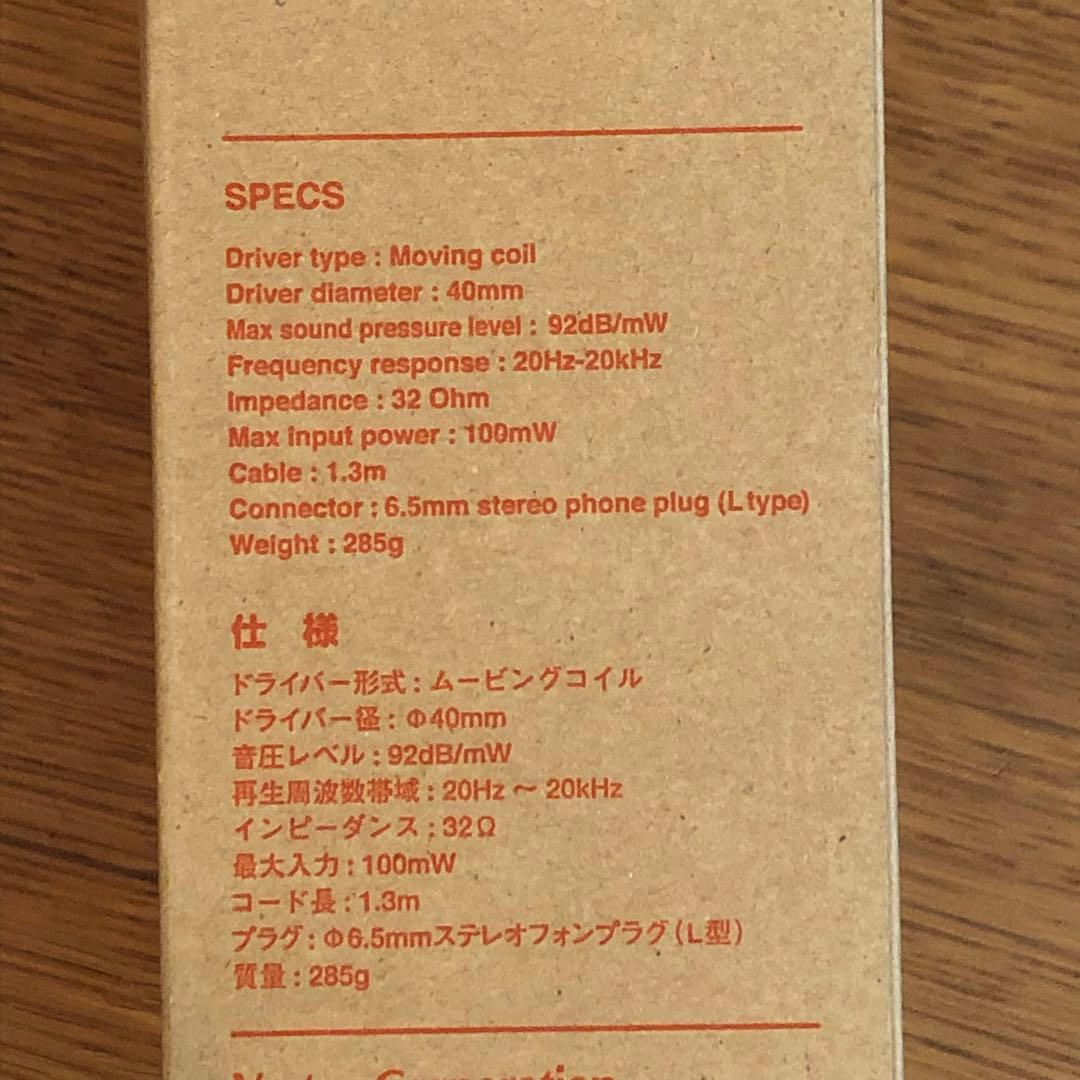 SPECS
Driver type : Moving coil
Driver diameter : 40mm
Max sound pressure level : 92dB/mW
Frequency response : 20Hz-20kHz
Impedance : 32 Ohm
Max input power : 100mW
Cable : 1.3m
Connector : 6.5mm stereo phone plug (L type)
Weight : 285g
仕 様
ドライバー形式 : ムービングコイル
ドライバー径 : Φ40mm
音圧レベル : 92dB/mW
再生周波数帯域 : 20Hz ～ 20kHz
インピーダンス : 32Ω
最大入力 : 100mW
コード長 : 1.3m
プラグ : Φ6.5mmステレオフォンプラグ(L型)
質量 : 285g
Corporation